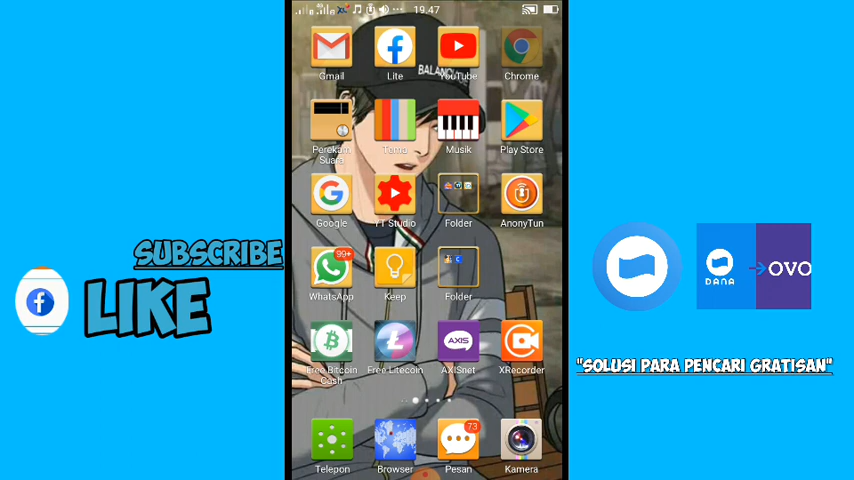 19.47
BALANC
Gmail
Lite
YouTube
Chrome
Perekam
Suara
Tema
Musik
Play Store
Google
YT Studio
Folder
AnonyTun
99+
WhatsApp
Keep
Folder
Free Bitcoin
Cash
Free Litecoin
AXIS
AXISnet
XRecorder
Telepon
Browser
73
Pesan
Kamera
SUBSCRIBE
LIKE
DANA
OVO
"SOLUSI PARA PENCARI GRATISAN"